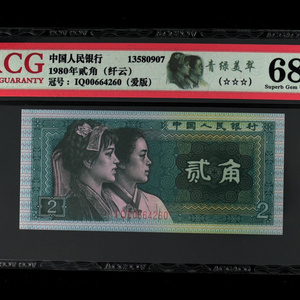 ACG
GUARANTY
中国人民银行
13580907
1980年贰角（纤云）
冠号：IQ00664260（爱版）
青绿美翠
（☆☆☆）
68
Superb Gem
中国人民银行
贰角
IQ00664260
2
2